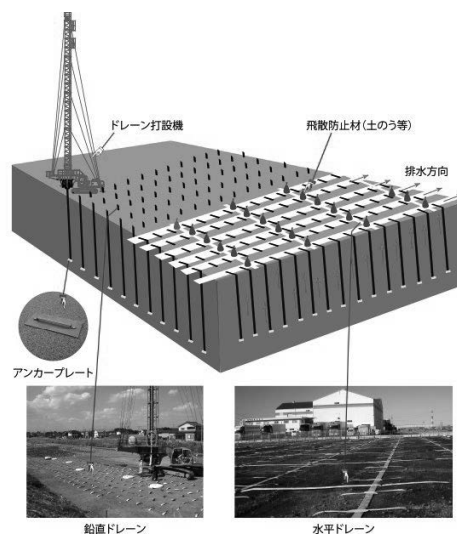 ドレーン打設機
飛散防止材(土のう等)
排水方向
アンカープレート
鉛直ドレーン
水平ドレーン